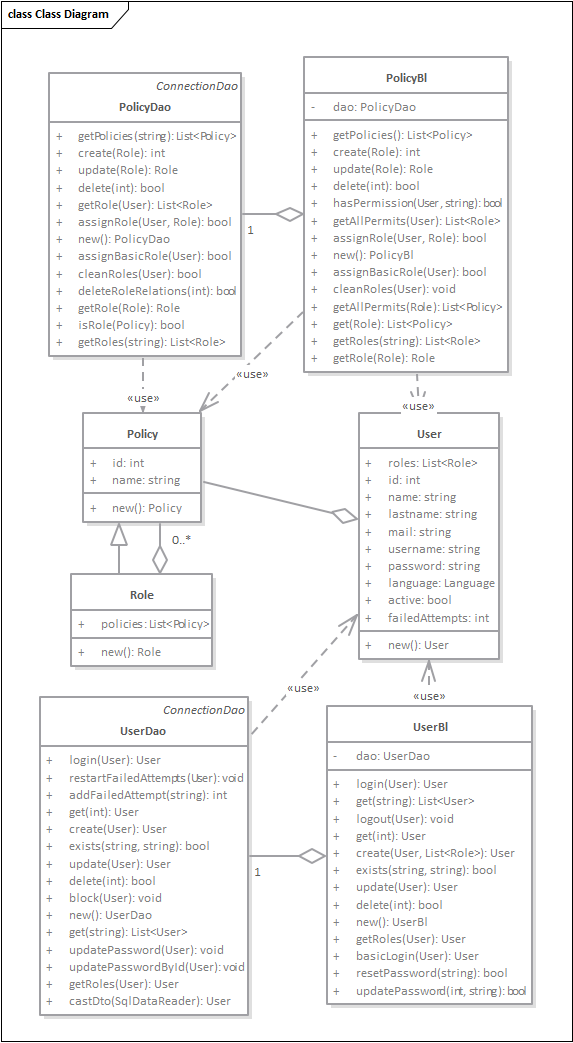 class Class Diagram
ConnectionDao
PolicyDao
+ getPolicies(string): List<Policy>
+ create(Role): int
+ update(Role): Role
+ delete(int): bool
+ getRole(User): List<Role>
+ assignRole(User, Role): bool
+ new(): PolicyDao
+ assignBasicRole(User): bool
+ cleanRoles(User): bool
+ deleteRoleRelations(int): bool
+ getRole(Role): Role
+ isRole(Policy): bool
+ getRoles(string): List<Role>
PolicyBl
- dao: PolicyDao
+ getPolicies(): List<Policy>
+ create(Role): int
+ update(Role): Role
+ delete(int): bool
+ hasPermission(User, string): bool
+ getAllPermits(User): List<Role>
+ assignRole(User, Role): bool
+ new(): PolicyBl
+ assignBasicRole(User): bool
+ cleanRoles(User): void
+ getAllPermits(Role): List<Policy>
+ get(Role): List<Policy>
+ getRoles(string): List<Role>
+ getRole(Role): Role
1
«use»
«use»
«use»
Policy
+ id: int
+ name: string
+ new(): Policy
User
+ roles: List<Role>
+ id: int
+ name: string
+ lastname: string
+ mail: string
+ username: string
+ password: string
+ language: Language
+ active: bool
+ failedAttempts: int
+ new(): User
0..*
Role
+ policies: List<Policy>
+ new(): Role
«use»
«use»
ConnectionDao
UserDao
+ login(User): User
+ restartFailedAttempts(User): void
+ addFailedAttempt(string): int
+ get(int): User
+ create(User): User
+ exists(string, string): bool
+ update(User): User
+ delete(int): bool
+ block(User): void
+ new(): UserDao
+ get(string): List<User>
+ updatePassword(User): void
+ updatePasswordById(User): void
+ getRoles(User): User
+ castDto(SqlDataReader): User
1
UserBl
- dao: UserDao
+ login(User): User
+ get(string): List<User>
+ logout(User): void
+ get(int): User
+ create(User, List<Role>): User
+ exists(string, string): bool
+ update(User): User
+ delete(int): bool
+ new(): UserBl
+ getRoles(User): User
+ basicLogin(User): User
+ resetPassword(string): bool
+ updatePassword(int, string): bool